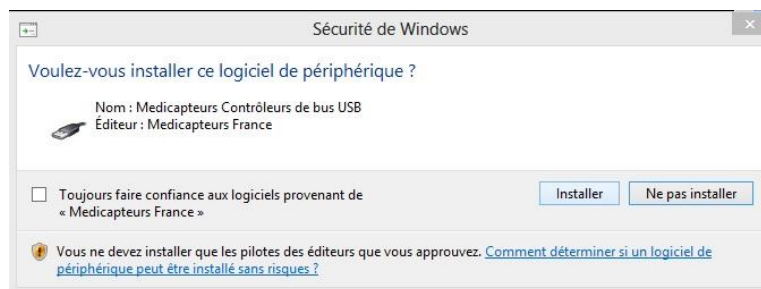 Sécurité de Windows
Voulez-vous installer ce logiciel de périphérique ?
Nom : Medicapteurs Contrôleurs de bus USB
Éditeur : Medicapteurs France
Toujours faire confiance aux logiciels provenant de
« Medicapteurs France »
Installer
Ne pas installer
Vous ne devez installer que les pilotes des éditeurs que vous approuvez. Comment déterminer si un logiciel de
périphérique peut être installé sans risques ?